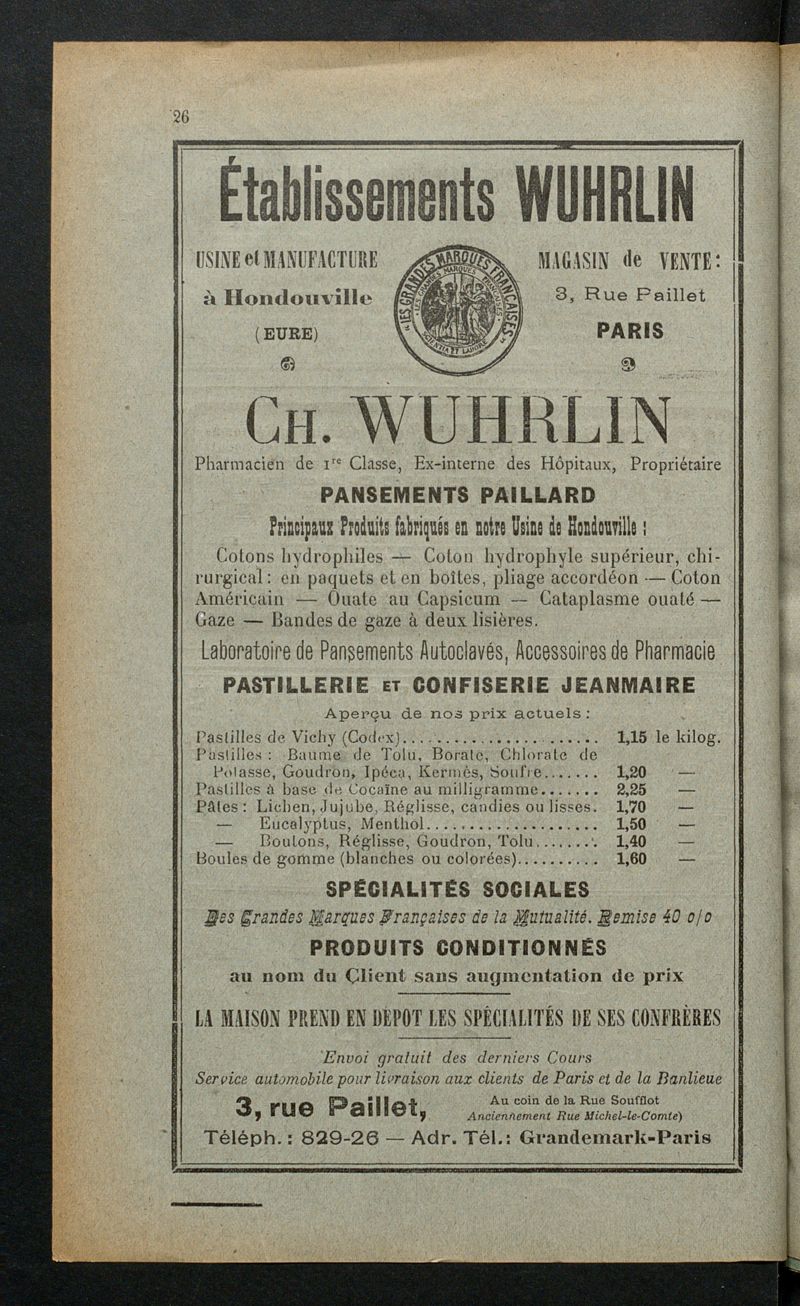 26
Établissements WUHRLIN
USINE et MANUFACTURE
à Hondouville
(EURE)
LES GRANDES MARQUES FRANÇAISES
MAGASIN de VENTE:
3, Rue Paillet
PARIS
CH. WUHRLIN
Pharmacien de 1re Classe, Ex-interne des Hôpitaux, Propriétaire
PANSEMENTS PAILLARD
Principaux Produits fabriqués en notre Usine de Hondouville :
Cotons hydrophiles — Coton hydrophyle supérieur, chi-
rurgical : en paquets et en boîtes, pliage accordéon — Coton
Américain — Ouate au Capsicum — Cataplasme ouaté —
Gaze — Bandes de gaze à deux lisières.
Laboratoire de Pansements Autoclavés, Accessoires de Pharmacie
PASTILLERIE ET CONFISERIE JEANMAIRE
Aperçu de nos prix actuels :
Pastilles de Vichy (Codex)........................ 1,15 le kilog.
Pastilles : Baume de Tolu, Borate, Chlorate de
Potasse, Goudron, Ipéca, Kermès, Soufre....... 1,20 —
Pastilles à base de Cocaïne au milligramme....... 2,25 —
Pâtes : Lichen, Jujube, Réglisse, candies ou lisses. 1,70 —
— Eucalyptus, Menthol..................... 1,50 —
— Boutons, Réglisse, Goudron, Tolu........ 1,40 —
Boules de gomme (blanches ou colorées).......... 1,60 —
SPÉCIALITÉS SOCIALES
Des Grandes Marques Françaises de la Mutualité. Remise 40 o/o
PRODUITS CONDITIONNÉS
au nom du Client sans augmentation de prix
LA MAISON PREND EN DÉPOT LES SPÉCIALITÉS DE SES CONFRÈRES
Envoi gratuit des derniers Cours
Service automobile pour livraison aux clients de Paris et de la Banlieue
3, rue Paillet, Au coin de la Rue Soufflot
Anciennement Rue Michel-le-Comte)
Téléph. : 829-26 — Adr. Tél. : Grandemark-Paris